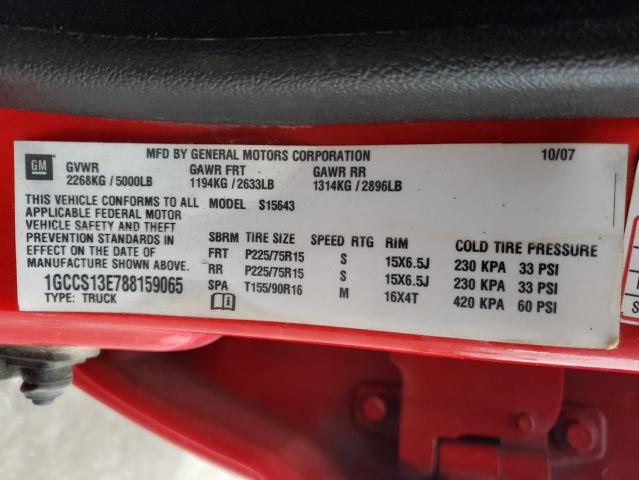 MFD BY GENERAL MOTORS CORPORATION 10/07
GM GVWR GAWR FRT GAWR RR
2268KG / 5000LB 1194KG / 2633LB 1314KG / 2896LB
THIS VEHICLE CONFORMS TO ALL MODEL S15643
APPLICABLE FEDERAL MOTOR
VEHICLE SAFETY AND THEFT
PREVENTION STANDARDS IN
EFFECT ON THE DATE OF
MANUFACTURE SHOWN ABOVE.
1GCCS13E788159065
TYPE: TRUCK
SBRM TIRE SIZE SPEED RTG RIM COLD TIRE PRESSURE
FRT P225/75R15 S 15X6.5J 230 KPA 33 PSI
RR P225/75R15 S 15X6.5J 230 KPA 33 PSI
SPA T155/90R16 M 16X4T 420 KPA 60 PSI